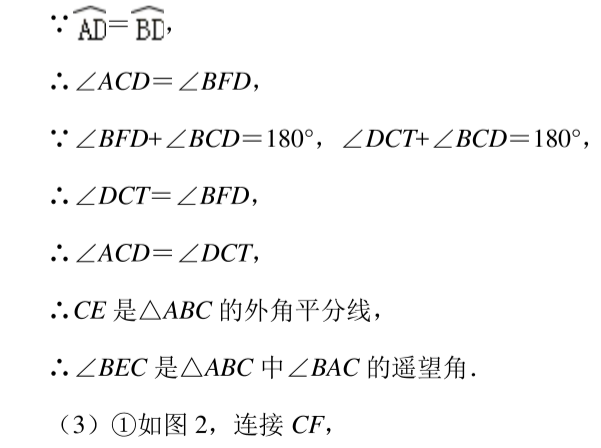 ∵AD⌢=BD⌢,
∴∠ACD=∠BFD,
∵∠BFD+∠BCD=180°,∠DCT+∠BCD=180°,
∴∠DCT=∠BFD,
∴∠ACD=∠DCT,
∴CE 是△ABC 的外角平分线,
∴∠BEC 是△ABC 中∠BAC 的遥望角.
(3)①如图 2,连接 CF,